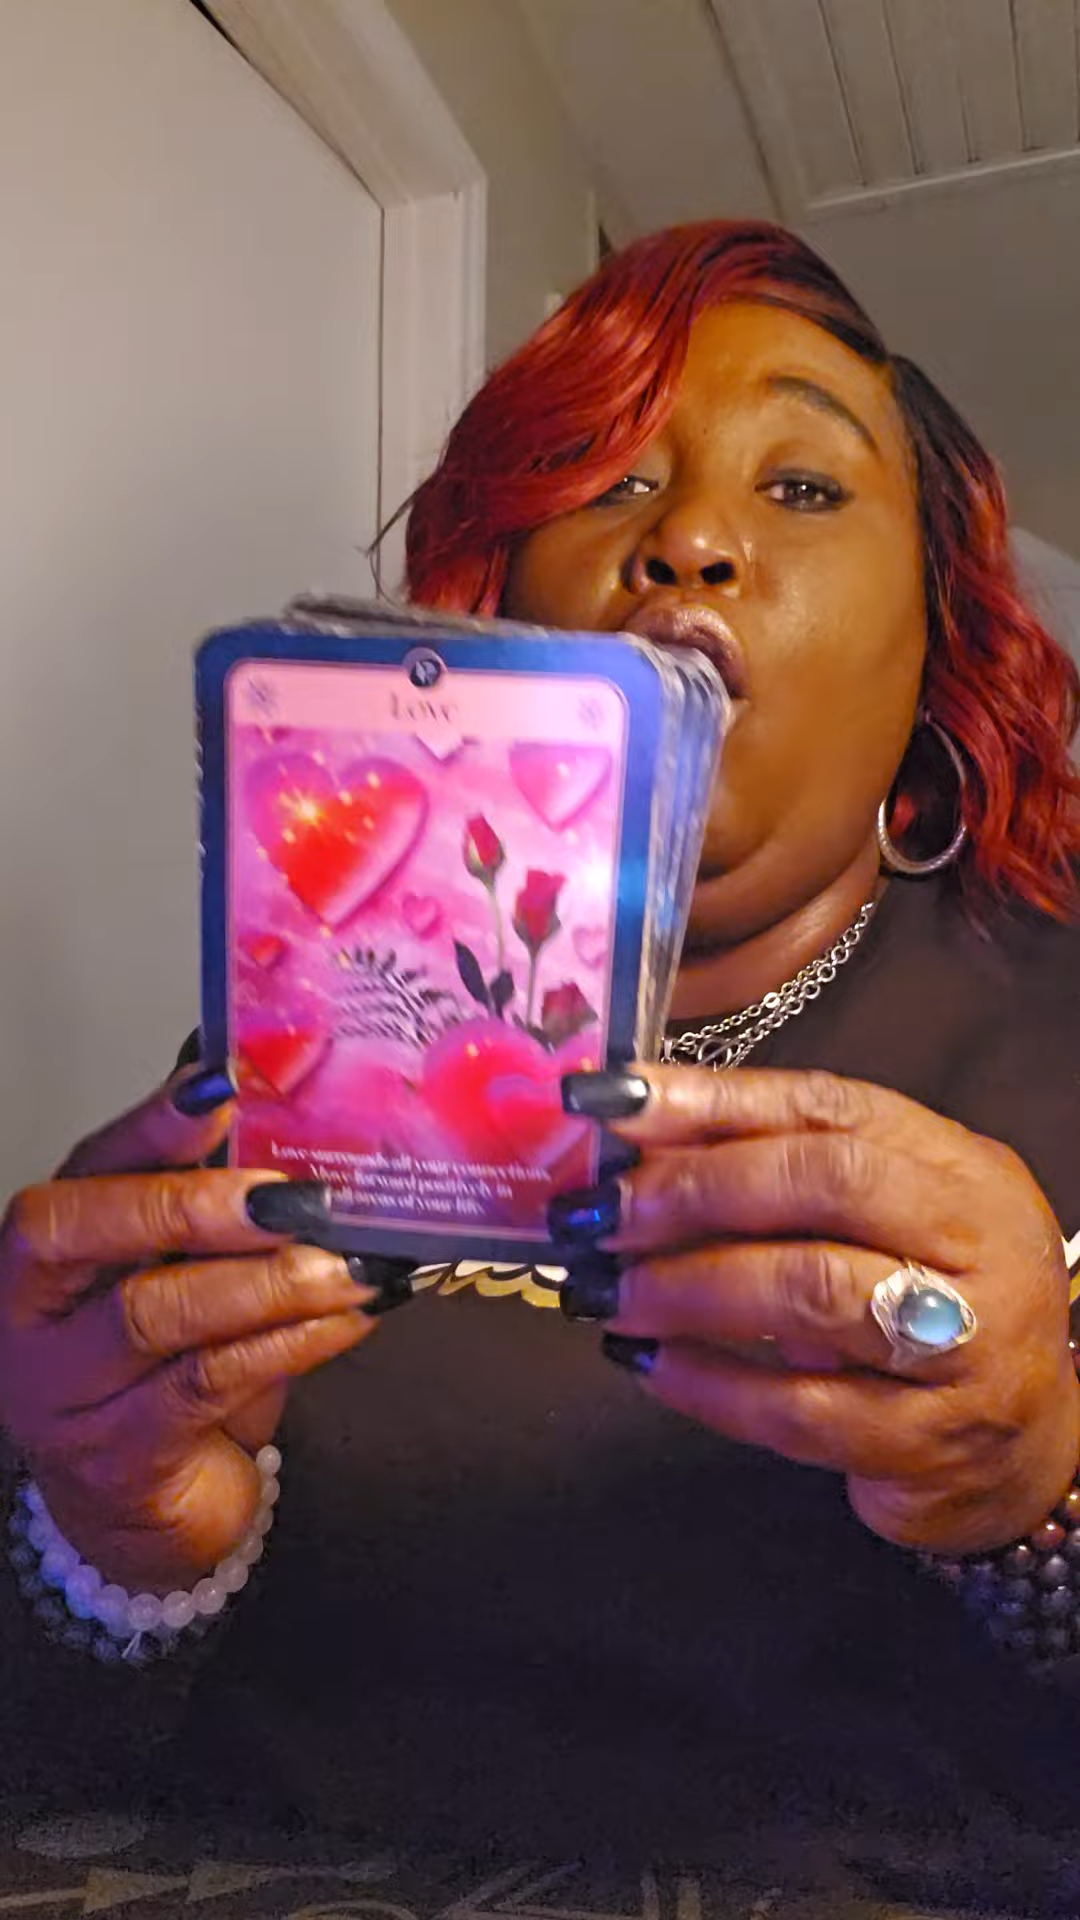 Love
Love surrounds all your connections.
Move forward positively in
all areas of your life.